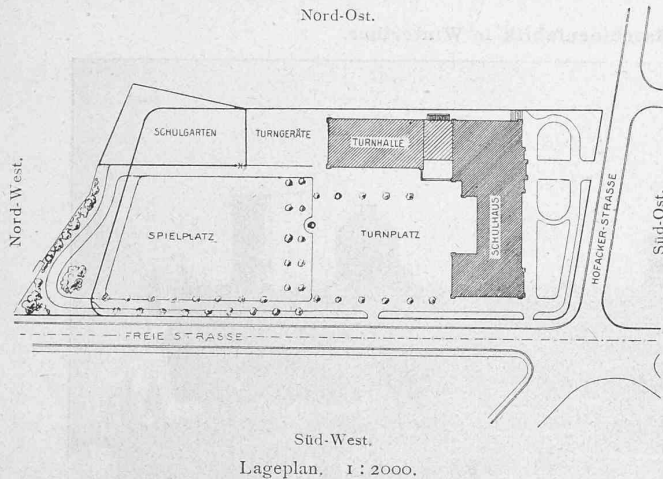 Nord-Ost.
SCHULGARTEN
TURNGERÄTE
TURNHALLE
Nord-West.
SPIELPLATZ
TURNPLATZ
SCHULHAUS
HOFACKER-STRASSE
Süd-Ost.
FREIE STRASSE
Süd-West.
Lageplan. 1 : 2000.